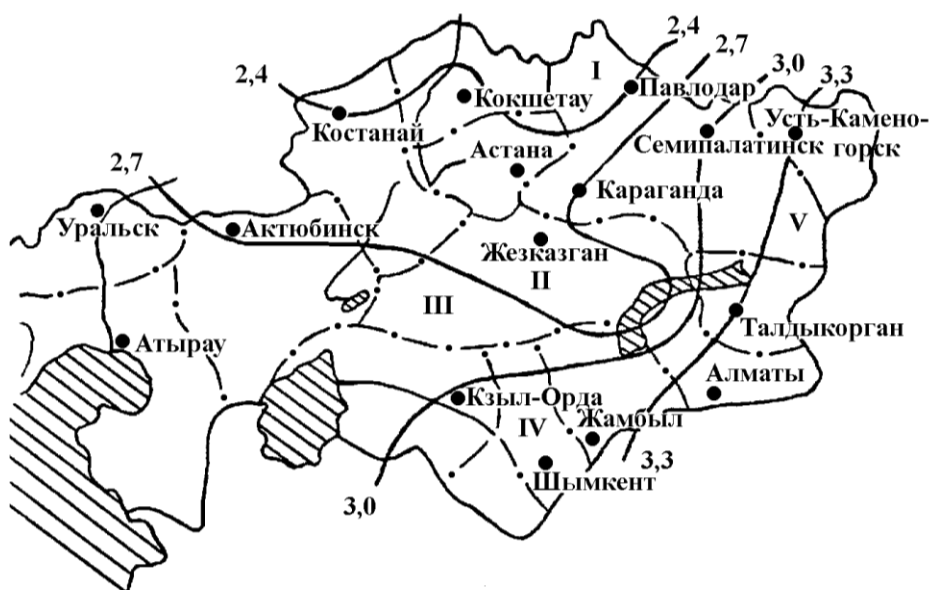 2,4
2,7
I
2,4
Павлодар
3,0
3,3
Кокшетау
Костанай
Усть-Камено-
горск
Семипалатинск
Астана
2,7
Караганда
Уральск
Актюбинск
V
Жезказган
II
III
Талдыкорган
Атырау
Алматы
Кзыл-Орда
Жамбыл
IV
3,3
Шымкент
3,0